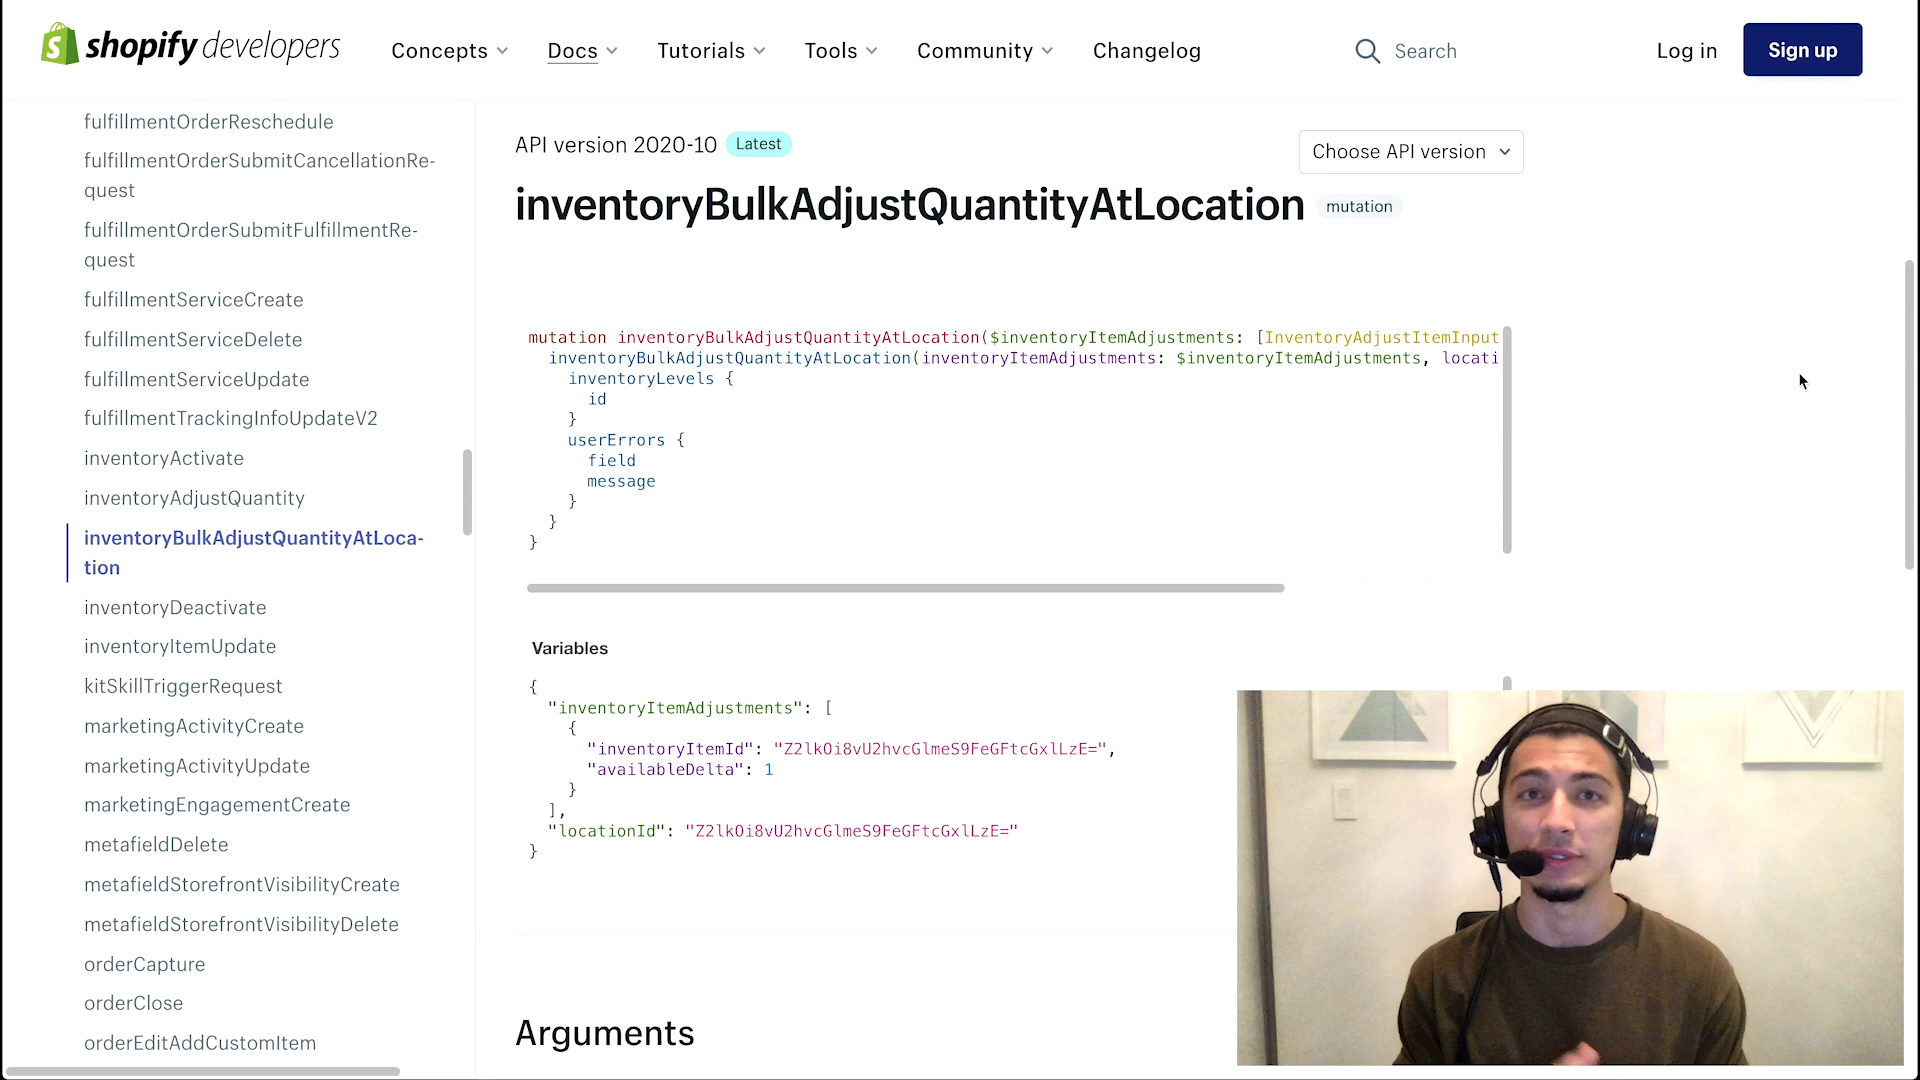 shopify developers
Concepts
Docs
Tutorials
Tools
Community
Changelog
Search
Log in
Sign up
fulfillmentOrderReschedule
fulfillmentOrderSubmitCancellationRe-
quest
fulfillmentOrderSubmitFulfillmentRe-
quest
fulfillmentServiceCreate
fulfillmentServiceDelete
fulfillmentServiceUpdate
fulfillmentTrackingInfoUpdateV2
inventoryActivate
inventoryAdjustQuantity
inventoryBulkAdjustQuantityAtLoca-
tion
inventoryDeactivate
inventoryItemUpdate
kitSkillTriggerRequest
marketingActivityCreate
marketingActivityUpdate
marketingEngagementCreate
metafieldDelete
metafieldStorefrontVisibilityCreate
metafieldStorefrontVisibilityDelete
orderCapture
orderClose
orderEditAddCustomItem
API version 2020-10 Latest
Choose API version
inventoryBulkAdjustQuantityAtLocation mutation
mutation inventoryBulkAdjustQuantityAtLocation($inventoryItemAdjustments: [InventoryAdjustItemInput
inventoryBulkAdjustQuantityAtLocation(inventoryItemAdjustments: $inventoryItemAdjustments, locati
inventoryLevels {
id
}
userErrors {
field
message
}
}
}
Variables
{
"inventoryItemAdjustments": [
{
"inventoryItemId": "Z2lkOi8vU2hvcGlmeS9FeGFtcGxlLzE=",
"availableDelta": 1
}
],
"locationId": "Z2lkOi8vU2hvcGlmeS9FeGFtcGxlLzE="
}
Arguments